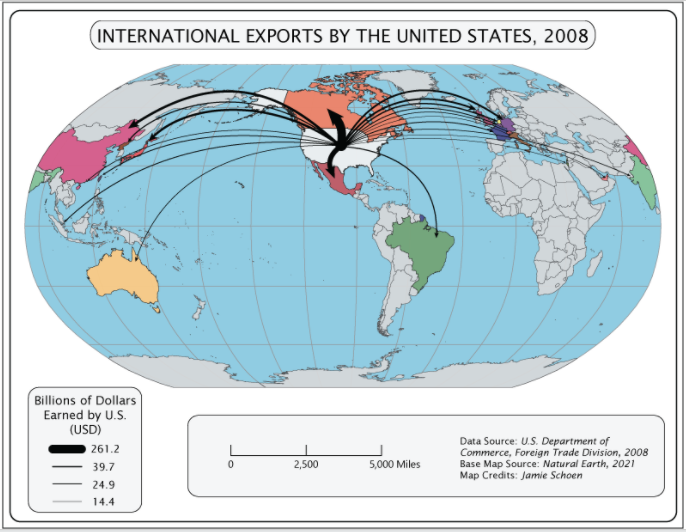 INTERNATIONAL EXPORTS BY THE UNITED STATES, 2008
Billions of Dollars
Earned by U.S.
(USD)
261.2
39.7
24.9
14.4
0 2,500 5,000 Miles
Data Source: U.S. Department of
Commerce, Foreign Trade Division, 2008
Base Map Source: Natural Earth, 2021
Map Credits: Jamie Schoen